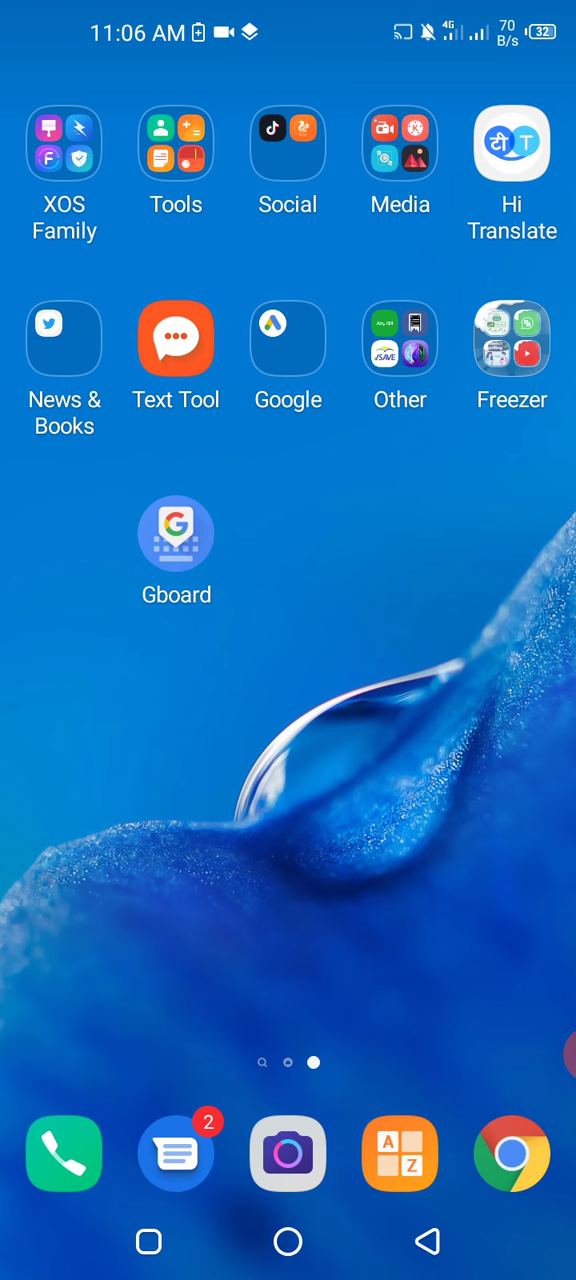 11:06 AM
4G
70
B/s
32
XOS
Family
Tools
Social
Media
Hi
Translate
टी T
News &
Books
Text Tool
Google
Other
Freezer
SAVE
Gboard
2
A
Z